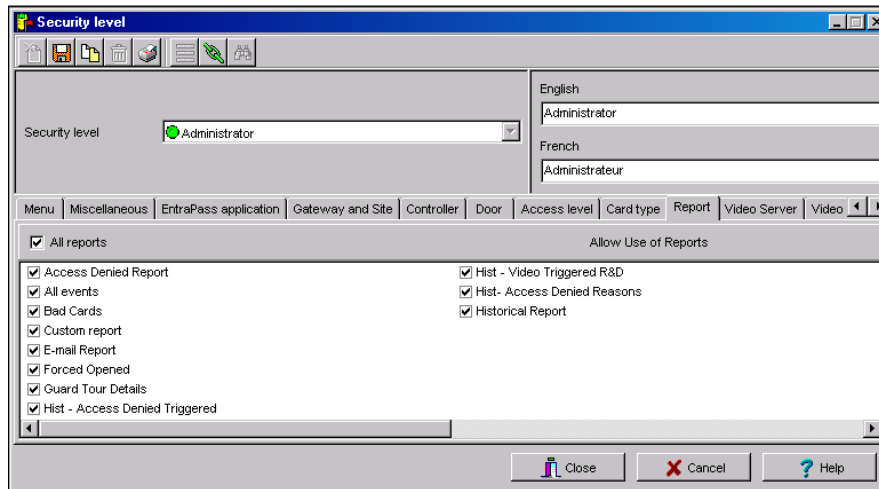 Security level
English
Administrator
Security level
Administrator
French
Administrateur
Menu Miscellaneous EntraPass application Gateway and Site Controller Door Access level Card type Report Video Server Video
All reports
Allow Use of Reports
Access Denied Report
All events
Bad Cards
Custom report
E-mail Report
Forced Opened
Guard Tour Details
Hist - Access Denied Triggered
Hist - Video Triggered R&D
Hist- Access Denied Reasons
Historical Report
Close Cancel Help